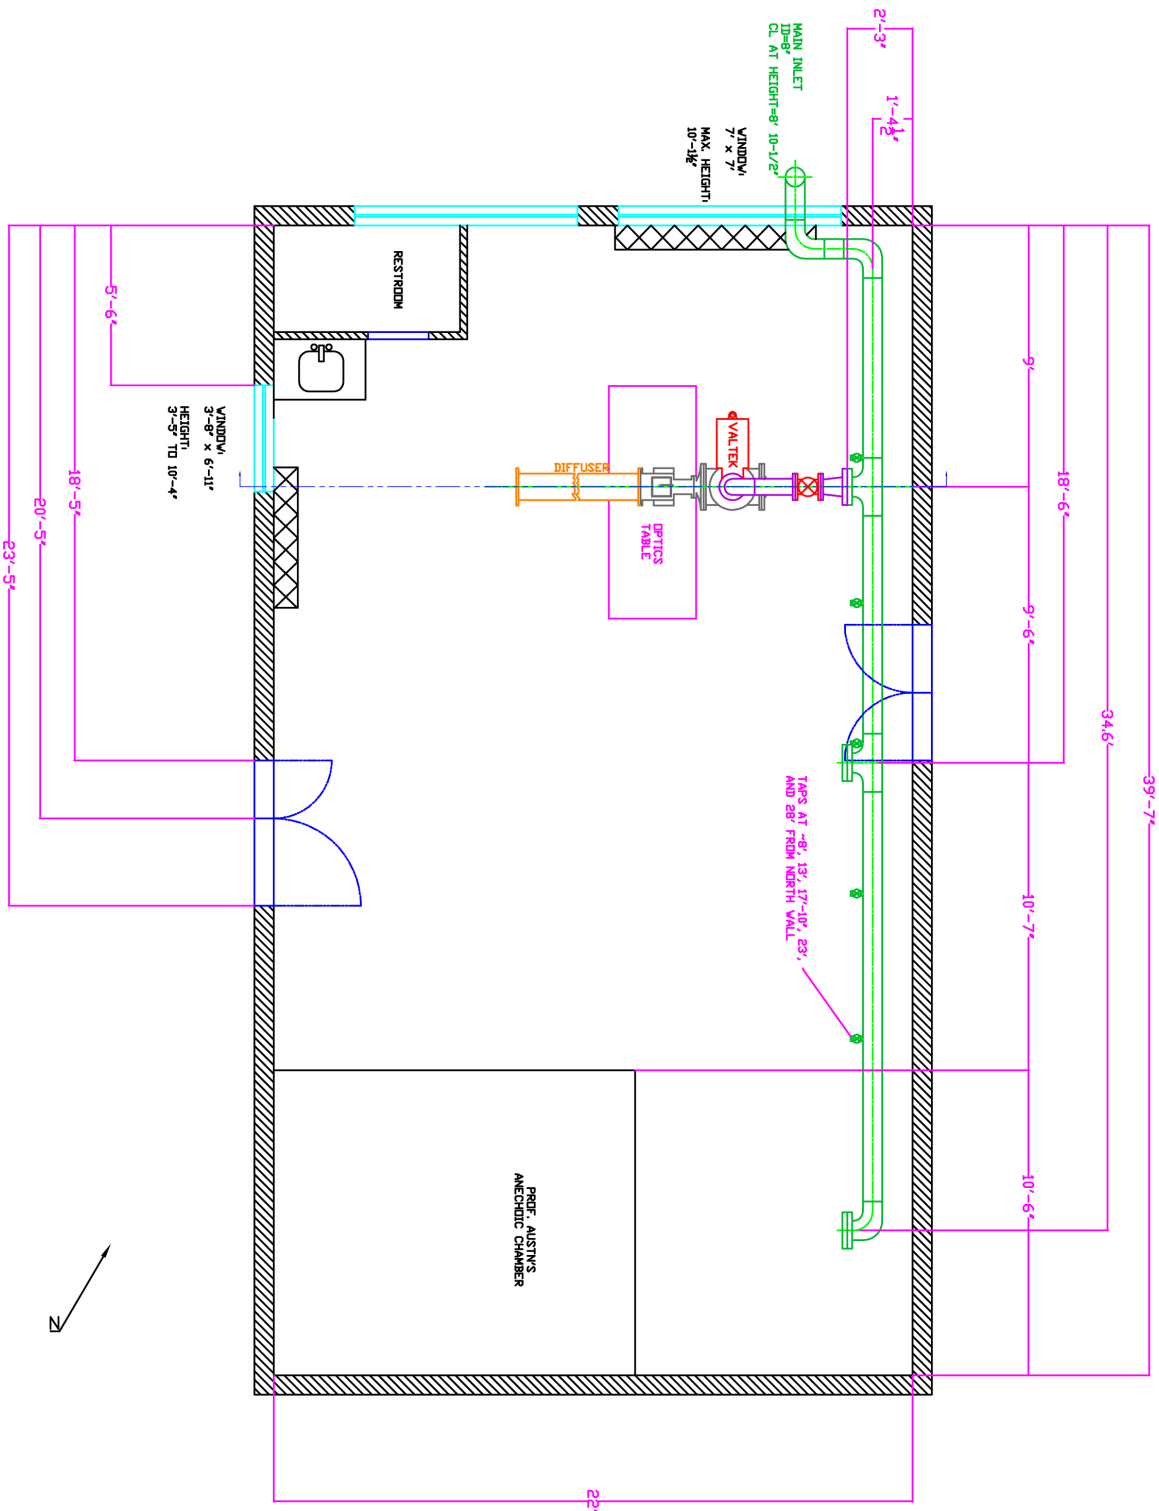 2'-3"
1'-4 1/2"
MAIN INLET
ID=8"
CL AT HEIGHT=8' 10-1/2"
WINDOW:
7' x 7'
MAX. HEIGHT:
10'-1½"
RESTROOM
5'-6"
WINDOW:
3'-8" x 6'-11"
HEIGHT:
3'-5" TO 10'-4"
18'-5"
20'-5"
23'-5"
VALTEK
DIFFUSER
OPTICS
TABLE
9'
18'-6"
9'-6"
34.6'
39'-7"
TAPS AT ~8', 13', 17'-10", 23',
AND 28' FROM NORTH WALL
10'-7"
10'-6"
PROF. AUSTN'S
ANECHOIC CHAMBER
N
22'